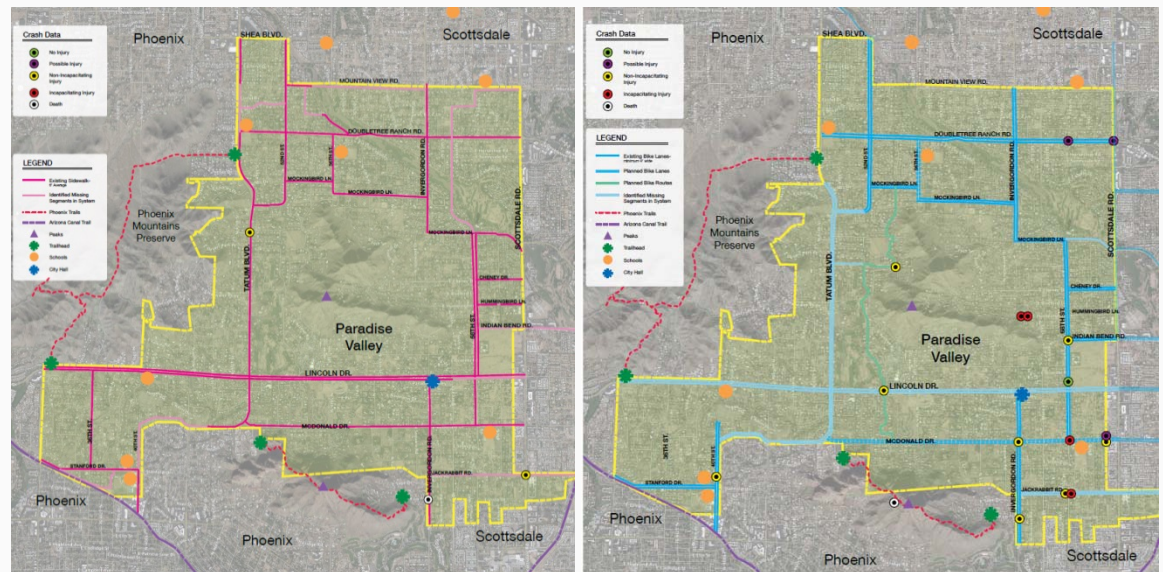 Phoenix
Scottsdale
Crash Data
No Injury
Possible Injury
Non-Incapacitating
Injury
Incapacitating Injury
Death
LEGEND
Existing Sidewalk-
Identified Missing
Segments in System
Phoenix Trails
Arizona Canal Trail
Peaks
Trailhead
Schools
City Hall
SHEA BLVD.
MOUNTAIN VIEW RD.
DOUBLETREE RANCH RD.
INVERGORDON RD.
MOCKINGBIRD LN.
MOCKINGBIRD LN.
MOCKINGBIRD LN.
SCOTTSDALE RD.
Phoenix
Mountains
Preserve
TATUM BLVD.
CHENEY DR.
HUMMINGBIRD LN.
INDIAN BEND RD.
Paradise
Valley
LINCOLN DR.
36TH ST.
MCDONALD DR.
STANFORD DR.
INVERGORDON RD.
JACKRABBIT RD.
Phoenix
Phoenix
Scottsdale
Phoenix
Scottsdale
Crash Data
No Injury
Possible Injury
Non-Incapacitating
Injury
Incapacitating Injury
Death
LEGEND
Existing Bike Lanes-
Planned Bike Lanes
Planned Bike Routes
Identified Missing
Segments in System
Phoenix Trails
Arizona Canal Trail
Peaks
Trailhead
Schools
City Hall
SHEA BLVD.
MOUNTAIN VIEW RD.
DOUBLETREE RANCH RD.
INVERGORDON RD.
MOCKINGBIRD LN.
MOCKINGBIRD LN.
SCOTTSDALE RD.
Phoenix
Mountains
Preserve
TATUM BLVD.
CHENEY DR.
HUMMINGBIRD LN.
INDIAN BEND RD.
Paradise
Valley
LINCOLN DR.
36TH ST.
MCDONALD DR.
STANFORD DR.
INVERGORDON RD.
JACKRABBIT RD.
Phoenix
Phoenix
Scottsdale